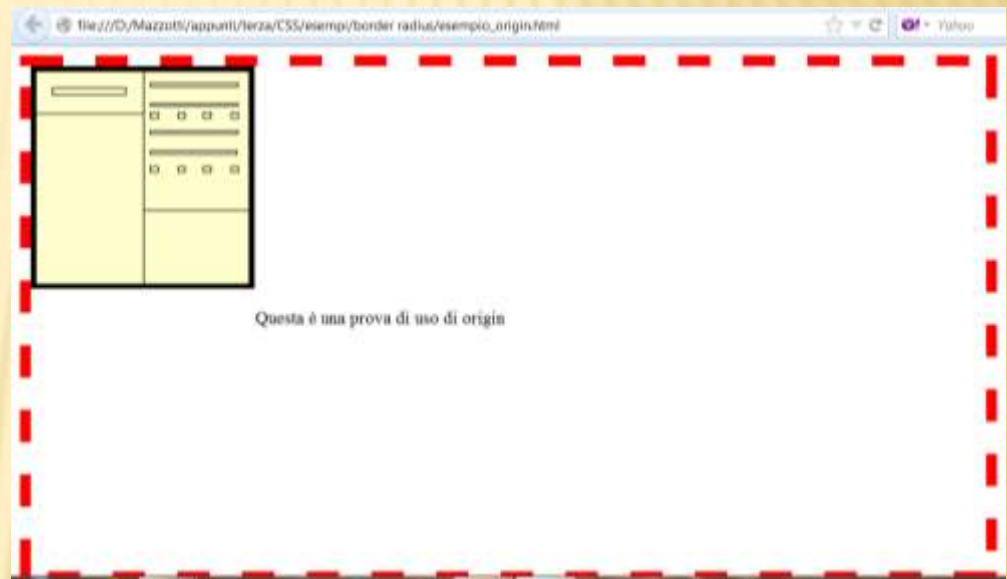 file:///D:/Mazzotti/appunti/terza/CSS/esempi/border radius/esempio_origin.html
Yahoo
Questa è una prova di uso di origin